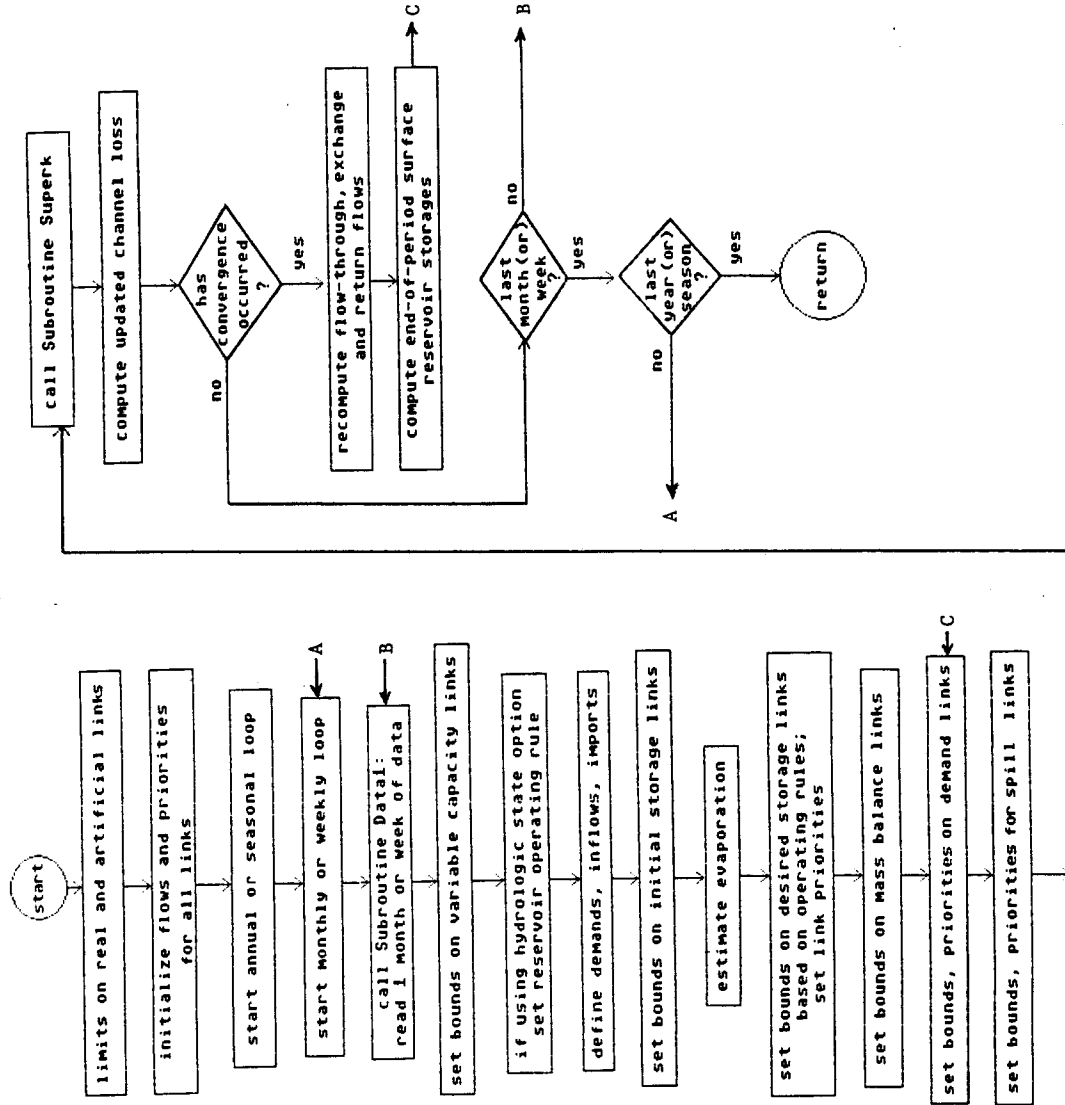 start
limits on real and artificial links
initialize flows and priorities
for all links
start annual or seasonal loop
start monthly or weekly loop
A
call Subroutine Data1:
read 1 month or week of data
B
set bounds on variable capacity links
if using hydrologic state option
set reservoir operating rule
define demands, inflows, imports
set bounds on initial storage links
estimate evaporation
set bounds on desired storage links
based on operating rules;
set link priorities
set bounds on mass balance links
set bounds, priorities on demand links
C
set bounds, priorities for spill links
call Subroutine Superk
compute updated channel loss
has
convergence
occurred
?
no
yes
recompute flow-through, exchange
and return flows
compute end-of-period surface
reservoir storages
C
last
month(or)
week
?
no
B
yes
last
year(or)
season
?
no
A
yes
return